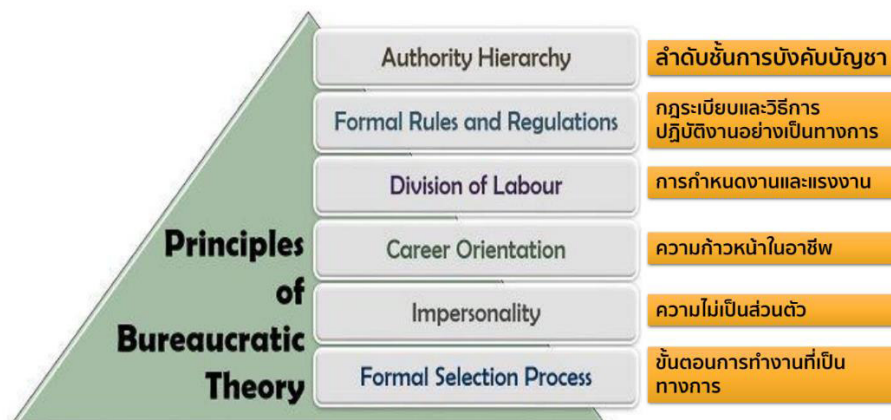 Authority Hierarchy
ลำดับชั้นการบังคับบัญชา
Formal Rules and Regulations
กฎระเบียบและวิธีการ
ปฏิบัติงานอย่างเป็นทางการ
Division of Labour
การกำหนดงานและแรงงาน
Career Orientation
ความก้าวหน้าในอาชีพ
Impersonality
ความไม่เป็นส่วนตัว
Formal Selection Process
ขั้นตอนการทำงานที่เป็น
ทางการ
Principles
of
Bureaucratic
Theory